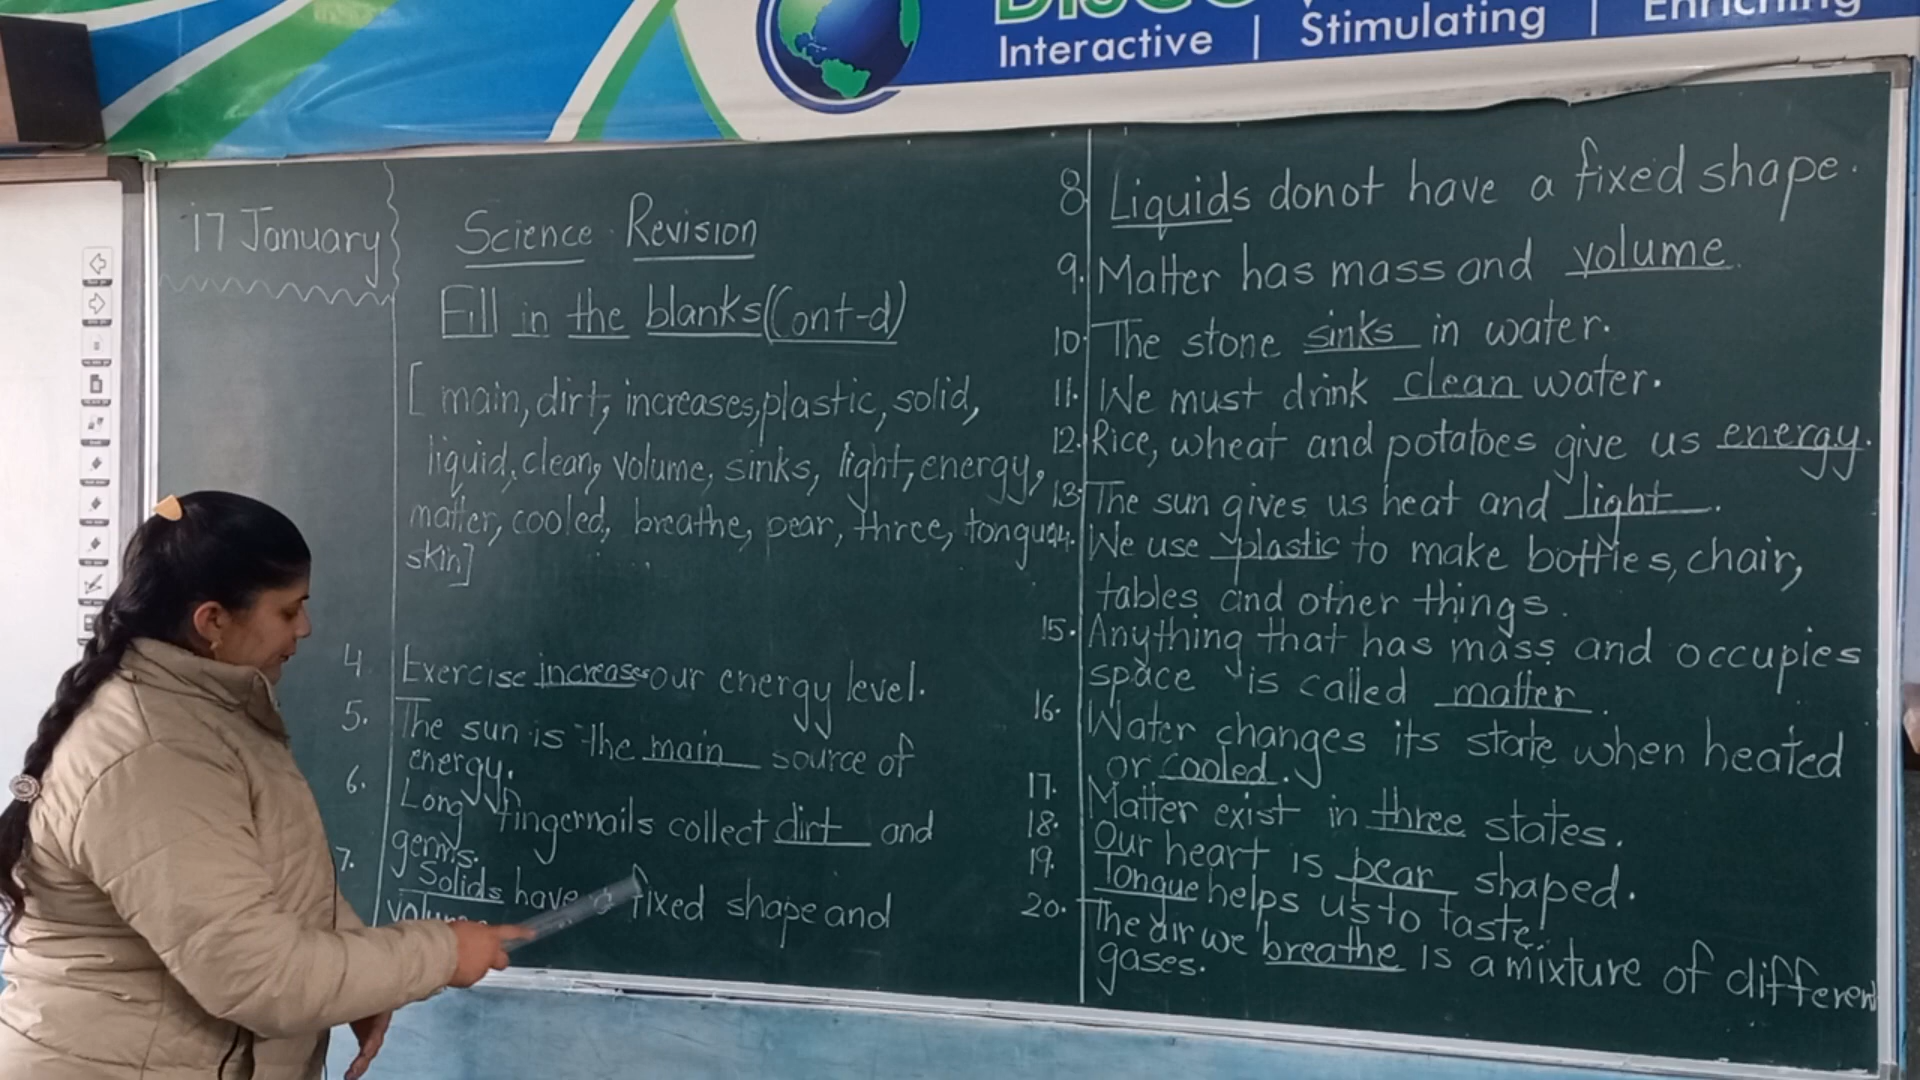 Interactive | Stimulating | Enriching
17 January
Science Revision
Fill in the blanks (Cont-d)
[ main, dirt, increases, plastic, solid,
liquid, clean, volume, sinks, light, energy,
matter, cooled, breathe, pear, three, tongue,
skin]
4. Exercise increases our energy level.
5. The sun is the main source of
energy.
6. Long fingernails collect dirt and
germs.
7. Solids have a fixed shape and
volume
8. Liquids donot have a fixed shape.
9. Matter has mass and volume.
10. The stone sinks in water.
11. We must drink clean water.
12. Rice, wheat and potatoes give us energy.
13. The sun gives us heat and light.
14. We use plastic to make bottles, chair,
tables and other things.
15. Anything that has mass and occupies
space is called matter.
16. Water changes its state when heated
or cooled.
17. Matter exist in three states.
18. Our heart is pear shaped.
19. Tongue helps us to taste.
20. The air we breathe is a mixture of different
gases.